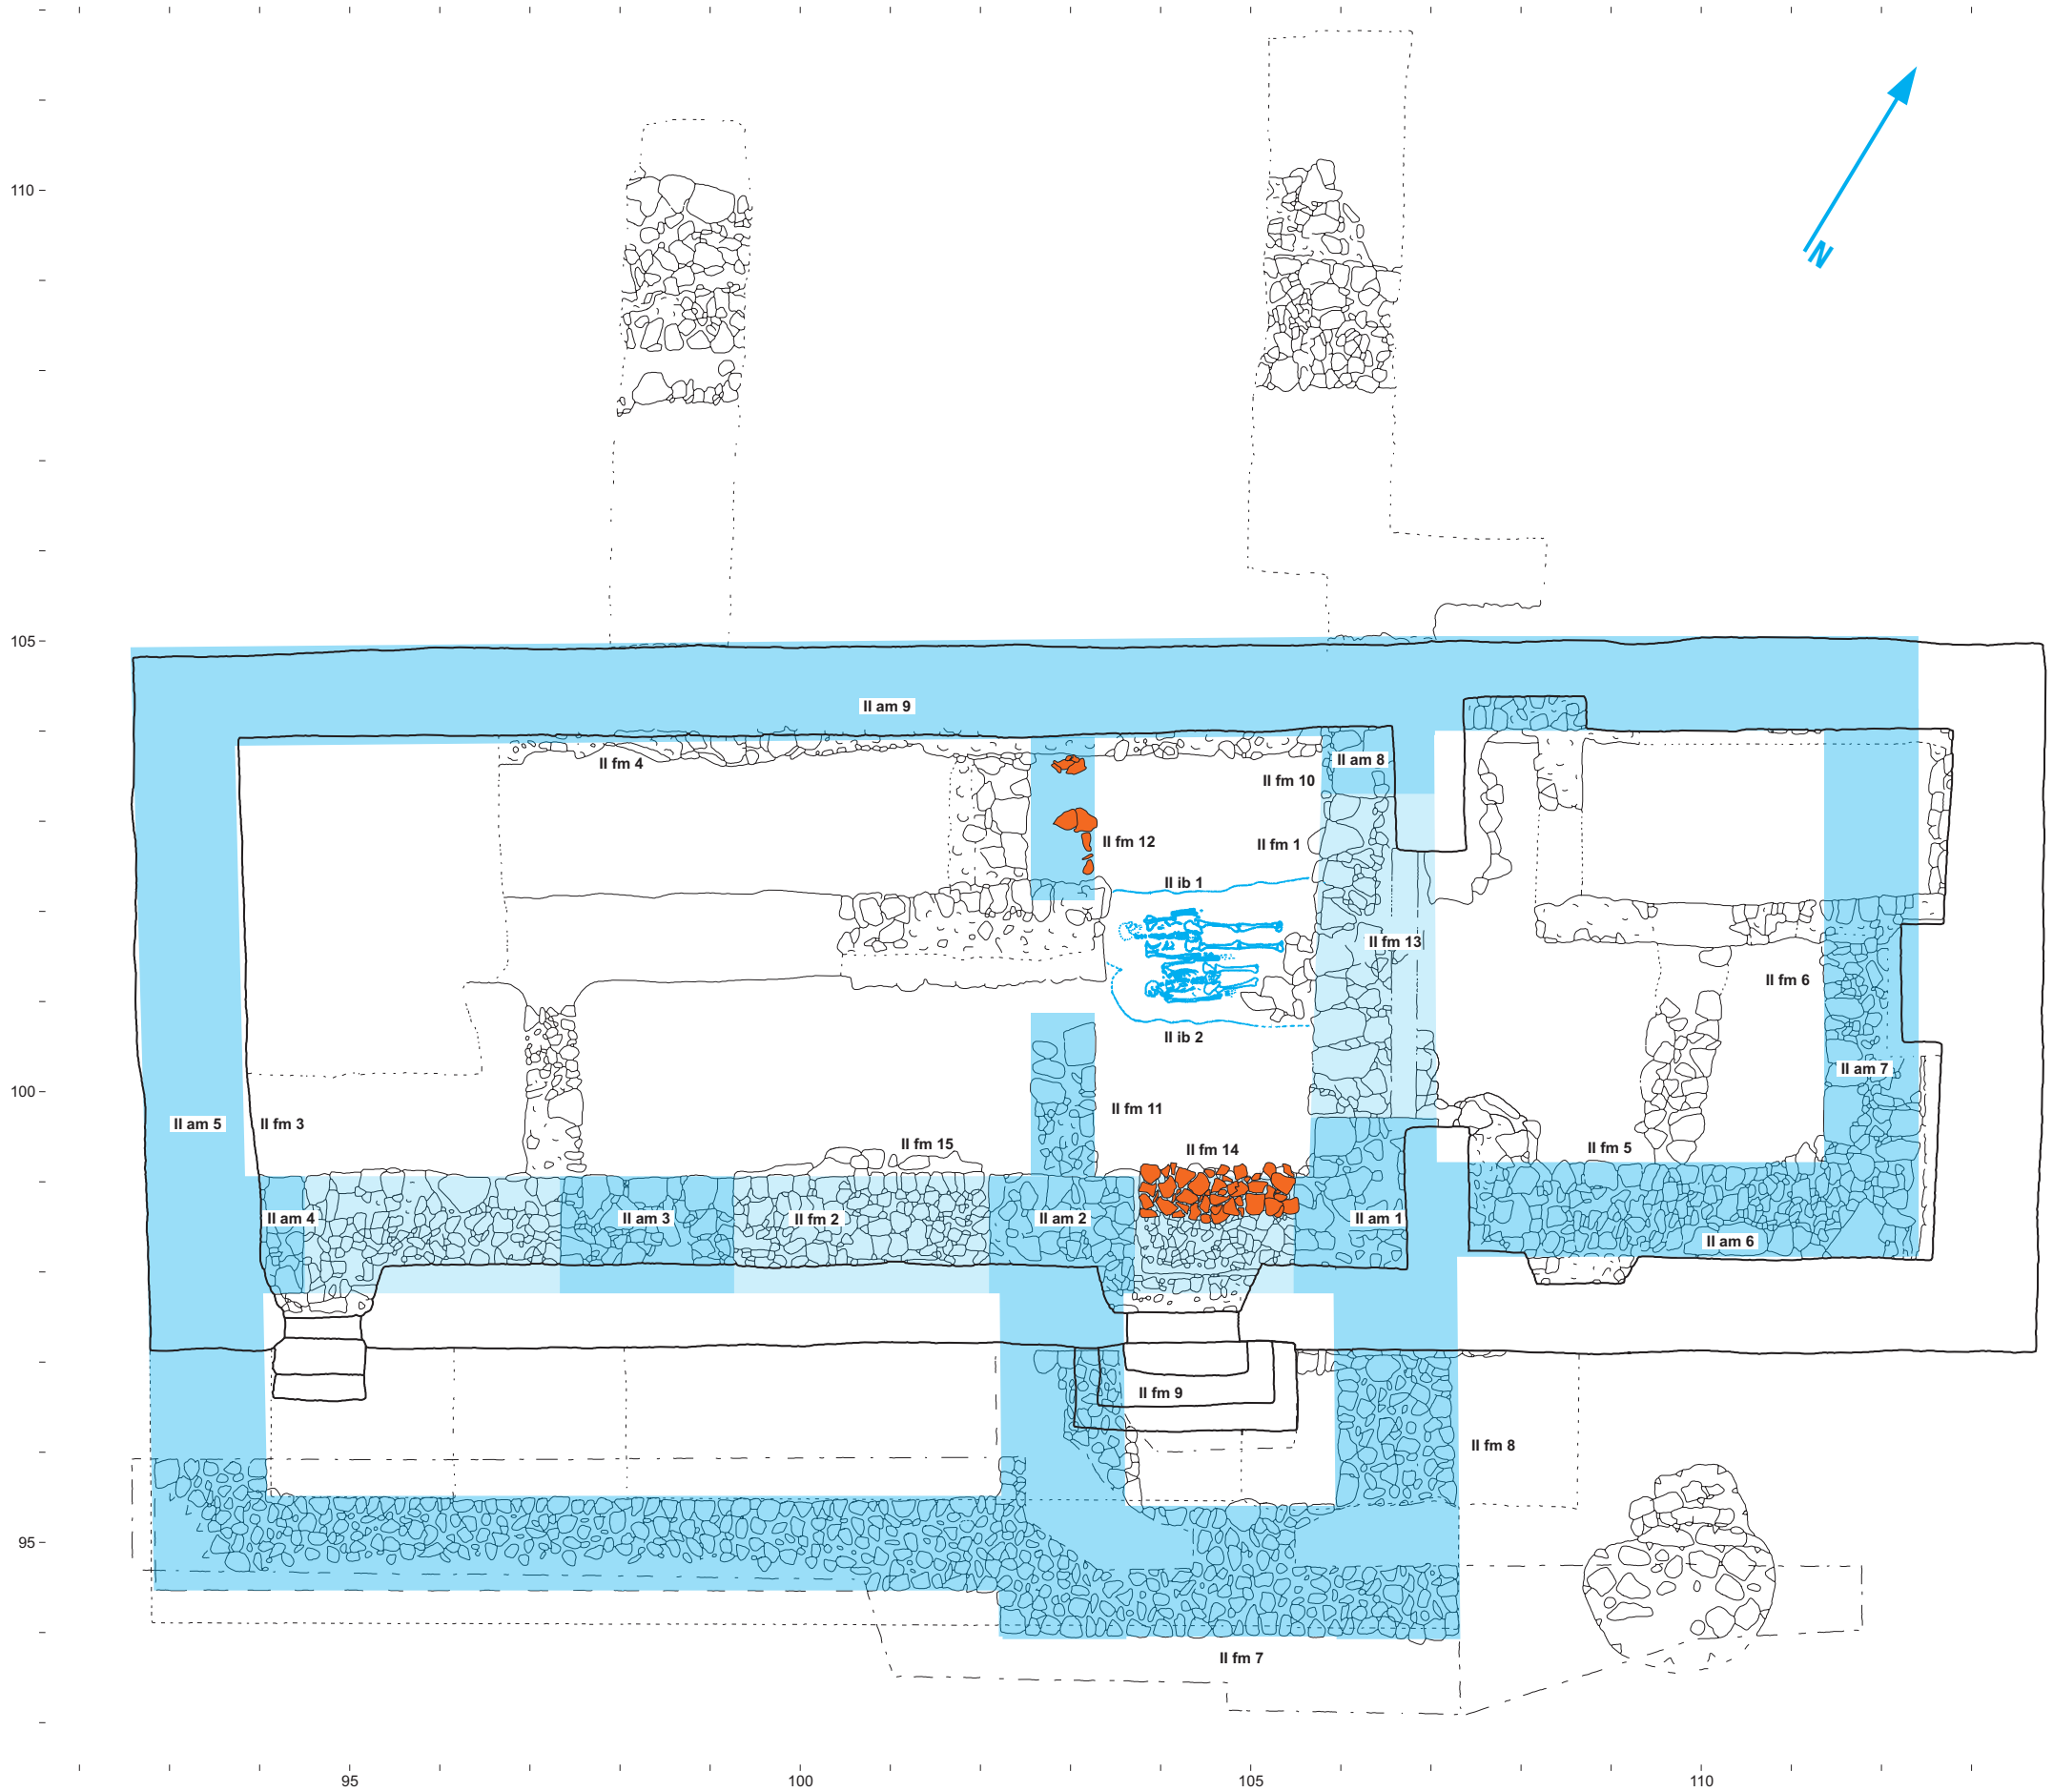 N
110
105
II am 9
II fm 4
II am 8
II fm 10
II fm 12
II fm 1
II ib 1
II fm 13
II fm 6
II ib 2
100
II am 7
II fm 11
II am 5
II fm 3
II fm 15
II fm 14
II fm 5
II am 4
II am 3
II fm 2
II am 2
II am 1
II am 6
II fm 9
II fm 8
95
II fm 7
95
100
105
110